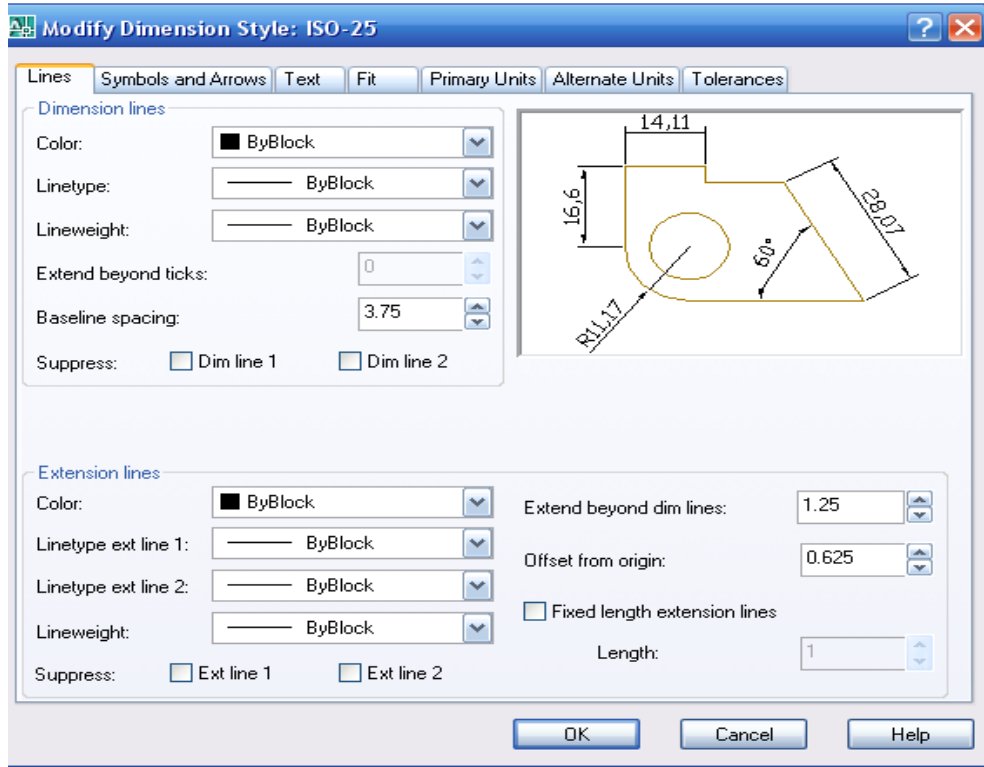 Modify Dimension Style: ISO-25
Lines
Symbols and Arrows
Text
Fit
Primary Units
Alternate Units
Tolerances
Dimension lines
Color:
ByBlock
Linetype:
ByBlock
Lineweight:
ByBlock
Extend beyond ticks:
0
Baseline spacing:
3.75
Suppress:
Dim line 1
Dim line 2
14,11
16,6
28,07
60°
R11,17
Extension lines
Color:
ByBlock
Linetype ext line 1:
ByBlock
Linetype ext line 2:
ByBlock
Lineweight:
ByBlock
Suppress:
Ext line 1
Ext line 2
Extend beyond dim lines:
1.25
Offset from origin:
0.625
Fixed length extension lines
Length:
1
OK
Cancel
Help